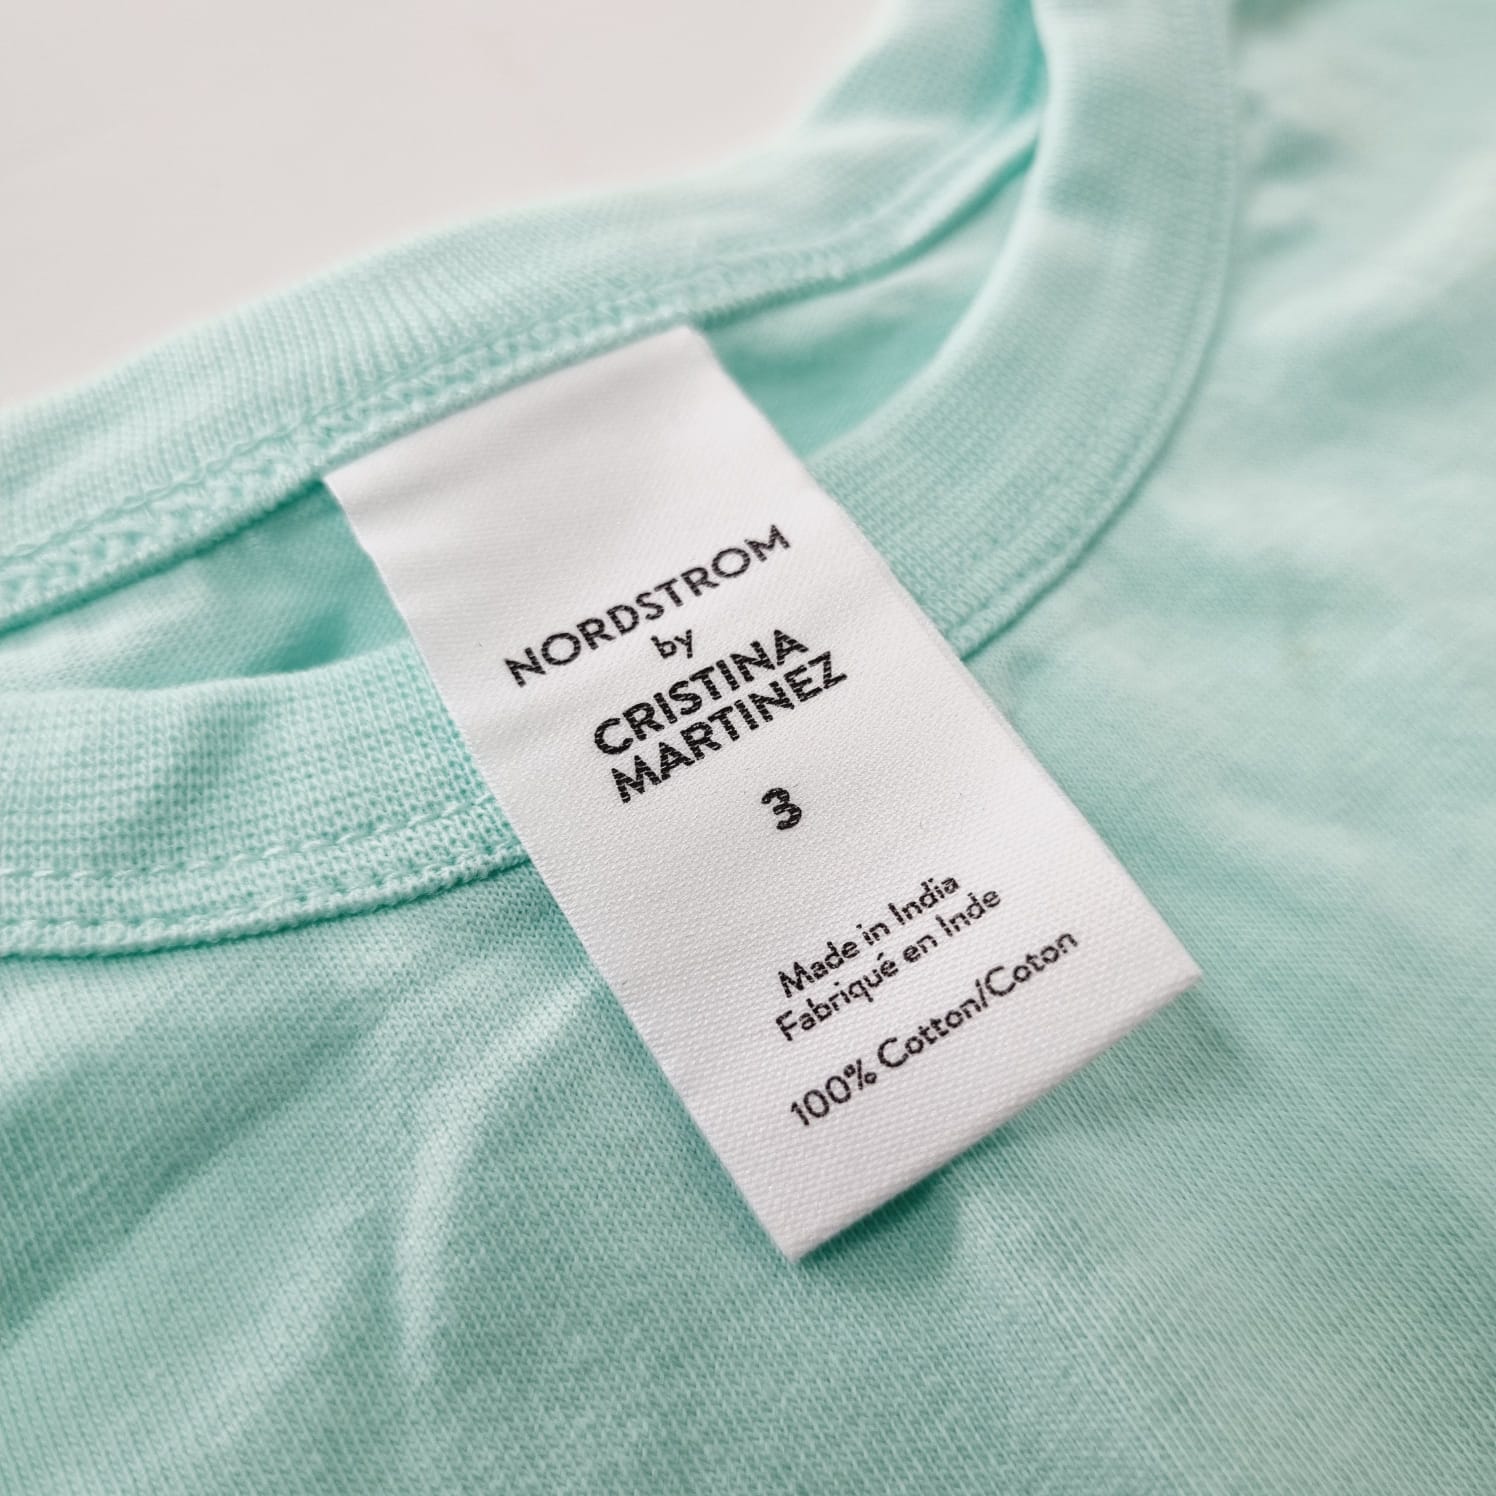 NORDSTROM
by
CRISTINA
MARTINEZ
3
Made in India
Fabriqué en Inde
100% Cotton/Coton